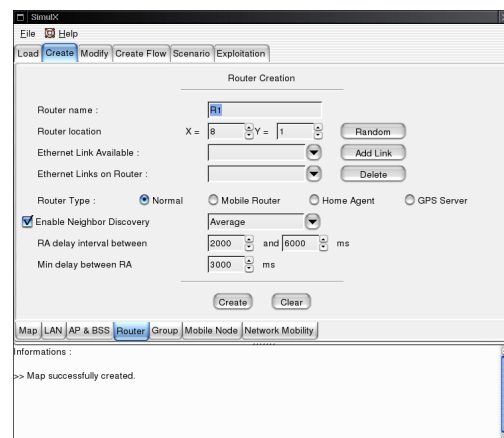 SimulX
File Help
Load Create Modify Create Flow Scenario Exploitation
Router Creation
Router name : R1
Router location X = 8 Y = 1 Random
Ethernet Link Available : Add Link
Ethernet Links on Router : Delete
Router Type : Normal Mobile Router Home Agent GPS Server
Enable Neighbor Discovery Average
RA delay interval between 2000 and 6000 ms
Min delay between RA 3000 ms
Create Clear
Map LAN AP & BSS Router Group Mobile Node Network Mobility
Informations :
>> Map successfully created.